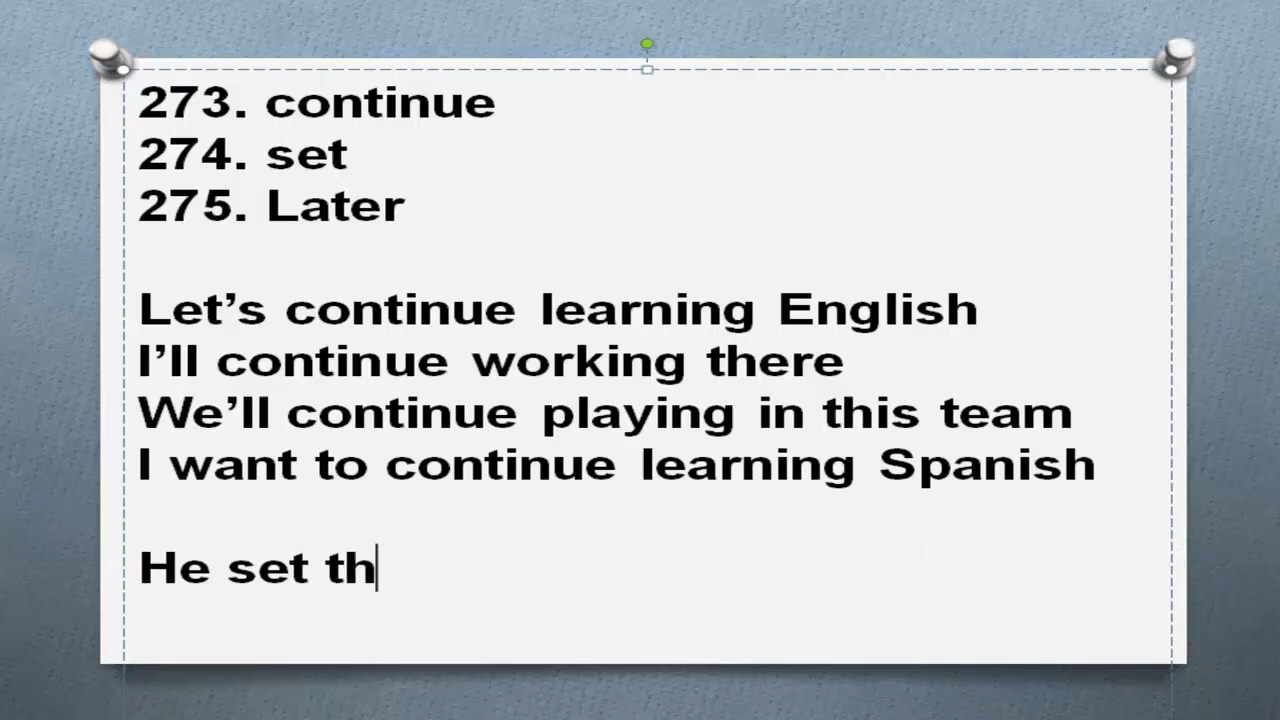 273. continue
274. set
275. Later
Let’s continue learning English
I’ll continue working there
We’ll continue playing in this team
I want to continue learning Spanish
He set th